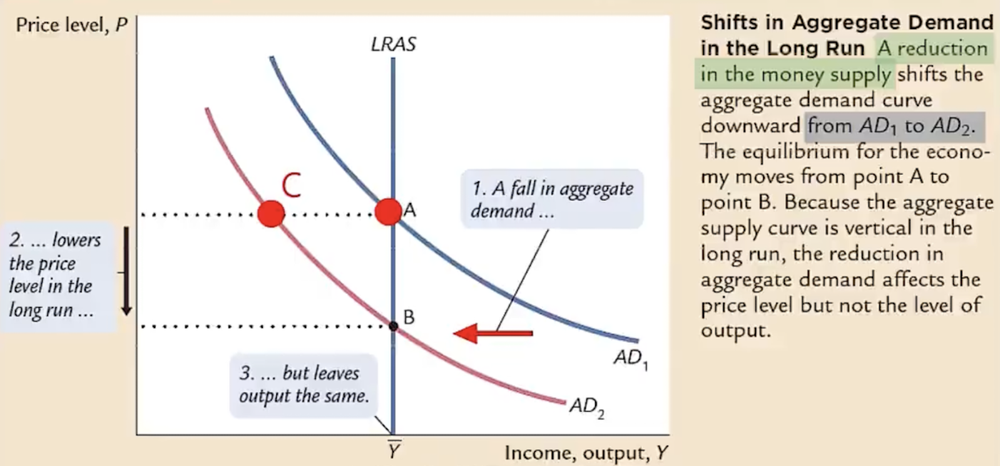 Price level, P
LRAS
C
A
1. A fall in aggregate
demand ...
2. ... lowers
the price
level in the
long run ...
B
3. ... but leaves
output the same.
AD₁
AD₂
Y̅
Income, output, Y
Shifts in Aggregate Demand
in the Long Run A reduction
in the money supply shifts the
aggregate demand curve
downward from AD₁ to AD₂.
The equilibrium for the econo-
my moves from point A to
point B. Because the aggregate
supply curve is vertical in the
long run, the reduction in
aggregate demand affects the
price level but not the level of
output.